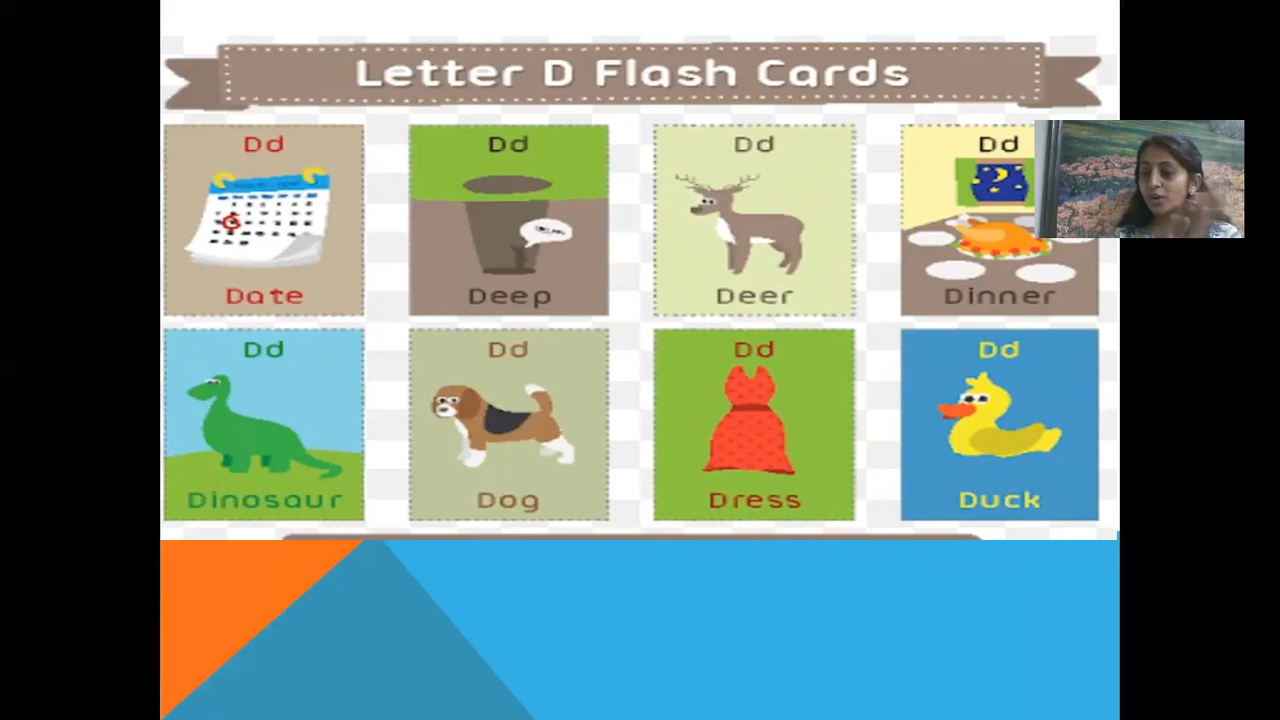 Letter D Flash Cards
Dd
Date
Dd
Deep
Dd
Deer
Dd
Dinner
Dd
Dinosaur
Dd
Dog
Dd
Dress
Dd
Duck